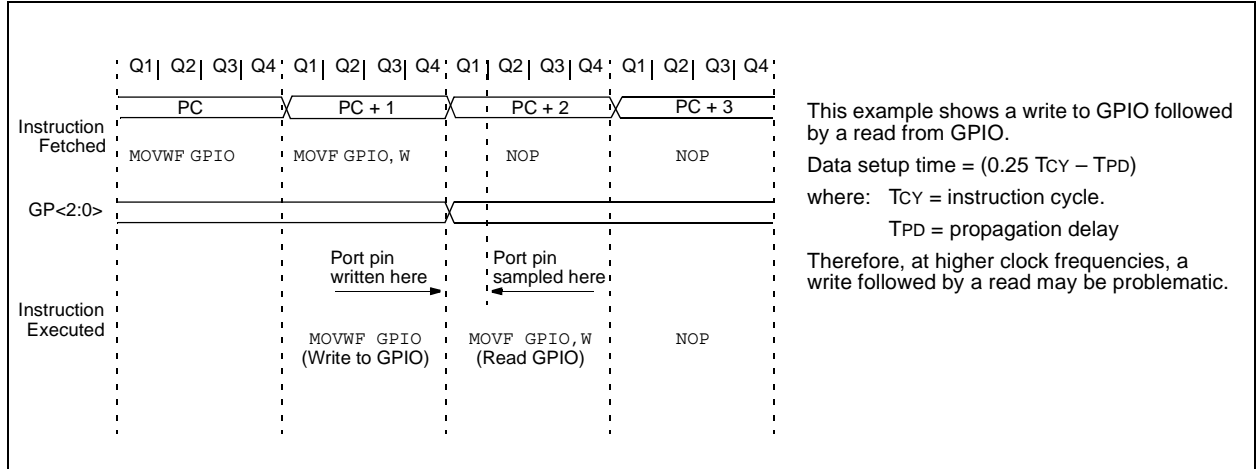 Q1 Q2 Q3 Q4 Q1 Q2 Q3 Q4 Q1 Q2 Q3 Q4 Q1 Q2 Q3 Q4
PC PC + 1 PC + 2 PC + 3
Instruction
Fetched
MOVWF GPIO MOVF GPIO, W NOP NOP
GP<2:0>
Port pin
written here
Port pin
sampled here
Instruction
Executed
MOVWF GPIO
(Write to GPIO)
MOVF GPIO,W
(Read GPIO)
NOP
This example shows a write to GPIO followed
by a read from GPIO.
Data setup time = (0.25 TCY – TPD)
where: TCY = instruction cycle.
TPD = propagation delay
Therefore, at higher clock frequencies, a
write followed by a read may be problematic.